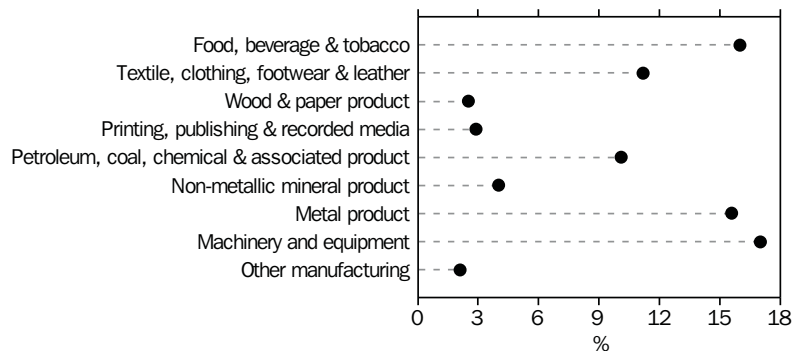 Food, beverage & tobacco
Textile, clothing, footwear & leather
Wood & paper product
Printing, publishing & recorded media
Petroleum, coal, chemical & associated product
Non-metallic mineral product
Metal product
Machinery and equipment
Other manufacturing
0 3 6 9 12 15 18
%